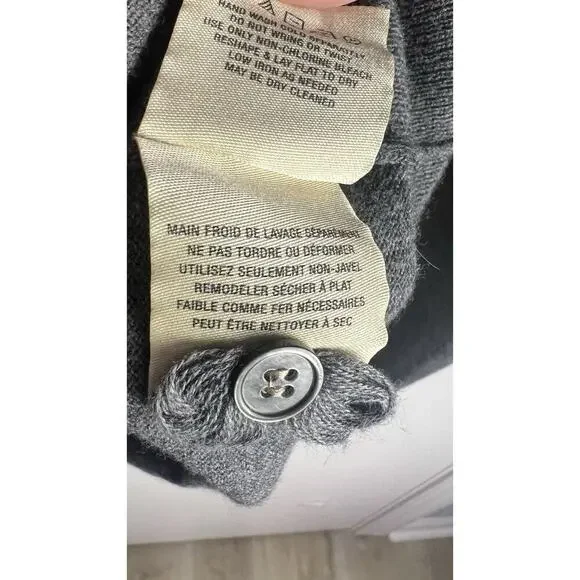 HAND WASH COLD SEPARATELY
DO NOT WRING OR TWIST
USE ONLY NON-CHLORINE BLEACH
RESHAPE & LAY FLAT TO DRY
LOW IRON AS NEEDED
MAY BE DRY CLEANED
MAIN FROID DE LAVAGE SÉPARÉMENT
NE PAS TORDRE OU DÉFORMER
UTILISEZ SEULEMENT NON-JAVEL
REMODELER SÉCHER À PLAT
FAIBLE COMME FER NÉCESSAIRES
PEUT ÊTRE NETTOYER À SEC